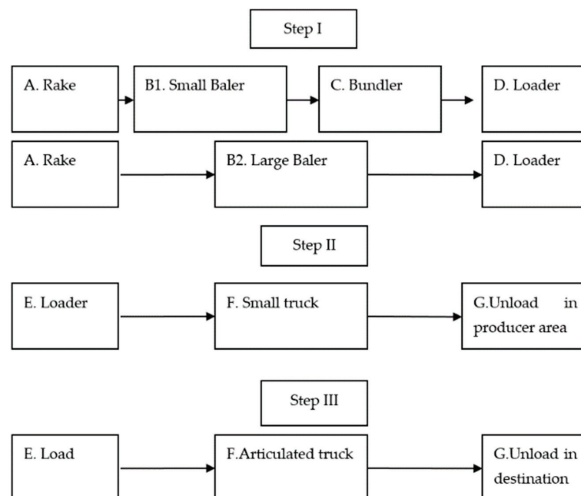 Step I
A. Rake
B1. Small Baler
C. Bundler
D. Loader
A. Rake
B2. Large Baler
D. Loader
Step II
E. Loader
F. Small truck
G.Unload in
producer area
Step III
E. Load
F.Articulated truck
G.Unload in
destination